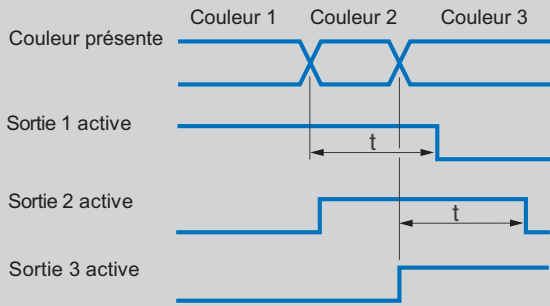 Couleur 1 Couleur 2 Couleur 3
Couleur présente
Sortie 1 active
t
Sortie 2 active
t
Sortie 3 active